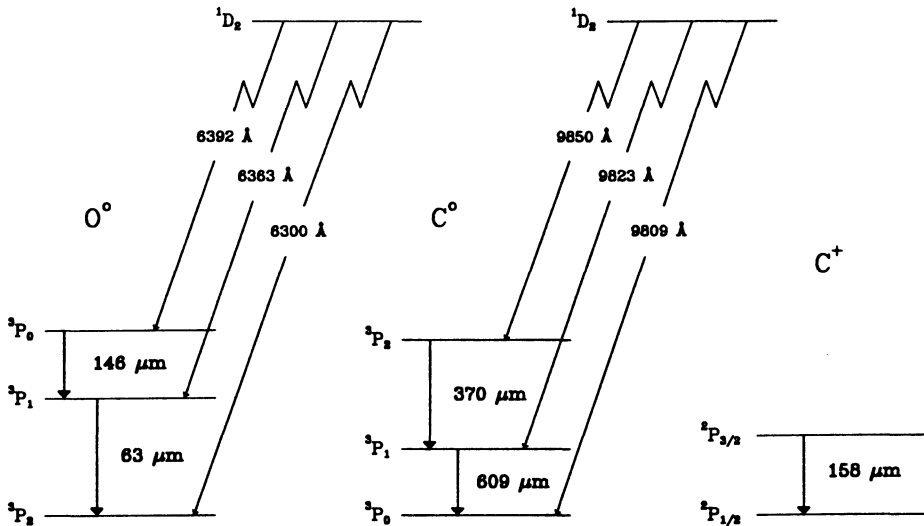 ¹D₂
¹D₂
6392 Å
9850 Å
6363 Å
9823 Å
O°
C°
6300 Å
9809 Å
C⁺
³P₀
³P₂
146 μm
370 μm
³P₁
³P₁
²P₃/₂
63 μm
609 μm
158 μm
³P₂
³P₀
²P₁/₂